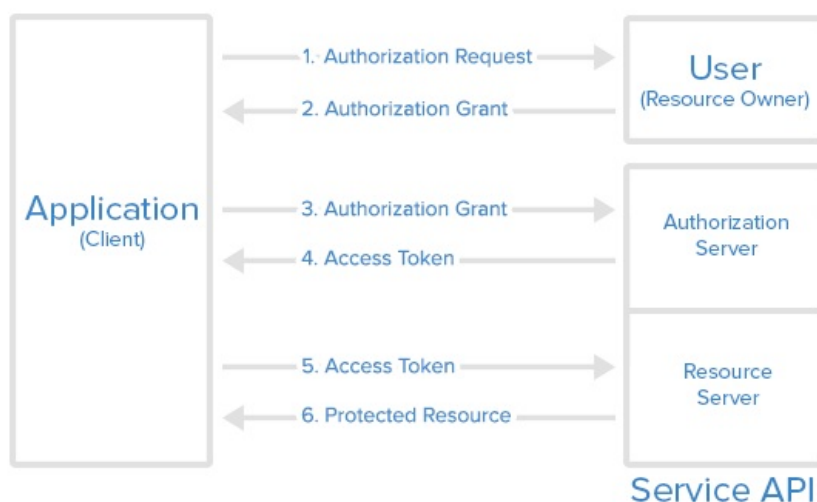 Application
(Client)
1. Authorization Request
2. Authorization Grant
3. Authorization Grant
4. Access Token
5. Access Token
6. Protected Resource
User
(Resource Owner)
Authorization
Server
Resource
Server
Service API